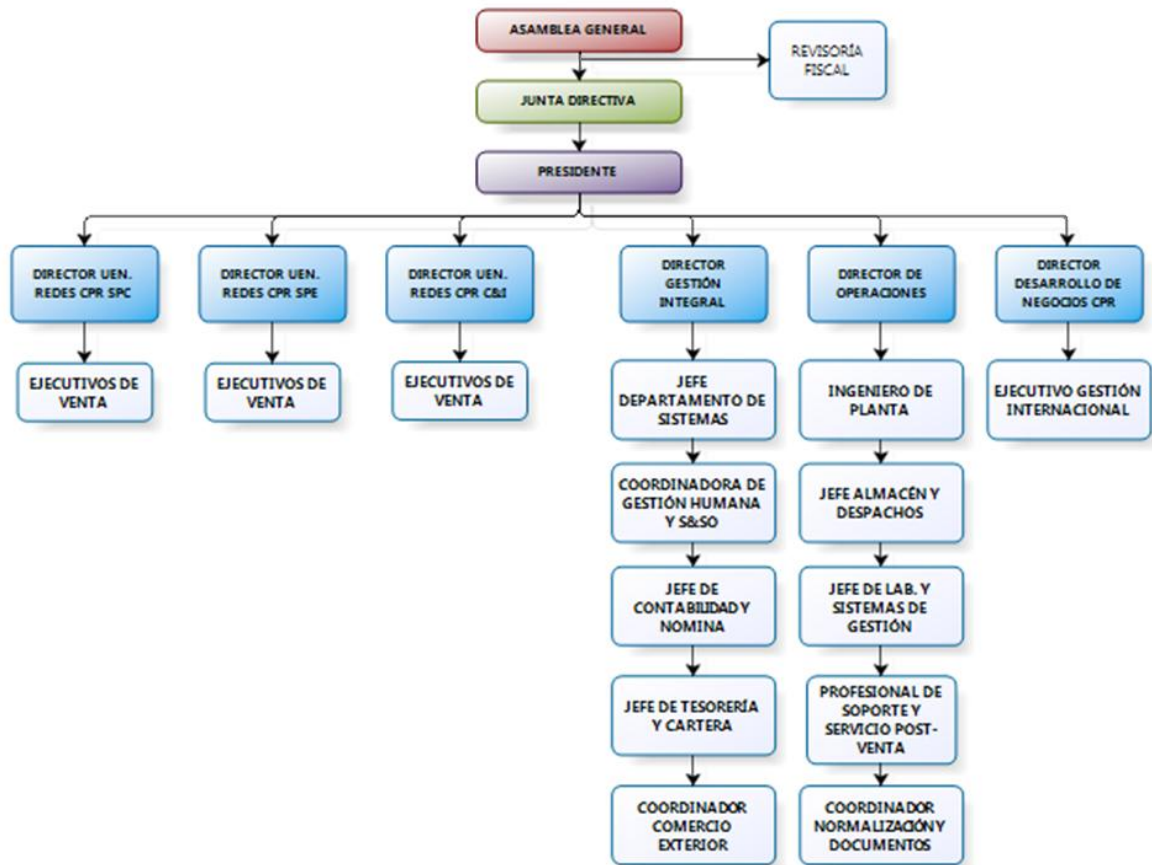 ASAMBLEA GENERAL
REVISORÍA
FISCAL
JUNTA DIRECTIVA
PRESIDENTE
DIRECTOR UEN.
REDES CPR SPC
DIRECTOR UEN.
REDES CPR SPE
DIRECTOR UEN.
REDES CPR C&I
DIRECTOR
GESTIÓN
INTEGRAL
DIRECTOR DE
OPERACIONES
DIRECTOR
DESARROLLO DE
NEGOCIOS CPR
EJECUTIVOS DE
VENTA
EJECUTIVOS DE
VENTA
EJECUTIVOS DE
VENTA
JEFE
DEPARTAMENTO DE
SISTEMAS
INGENIERO DE
PLANTA
EJECUTIVO GESTIÓN
INTERNACIONAL
COORDINADORA DE
GESTIÓN HUMANA
Y S&SO
JEFE ALMACÉN Y
DESPACHOS
JEFE DE
CONTABILIDAD Y
NOMINA
JEFE DE LAB. Y
SISTEMAS DE
GESTIÓN
JEFE DE TESORERÍA
Y CARTERA
PROFESIONAL DE
SOPORTE Y
SERVICIO POST-
VENTA
COORDINADOR
COMERCIO
EXTERIOR
COORDINADOR
NORMALIZACIÓN Y
DOCUMENTOS